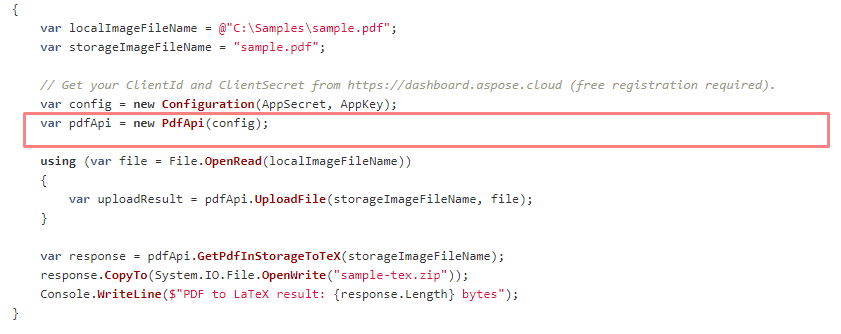 {
    var localImageFileName = @"C:\Samples\sample.pdf";
    var storageImageFileName = "sample.pdf";

    // Get your ClientId and ClientSecret from https://dashboard.aspose.cloud (free registration required).
    var config = new Configuration(AppSecret, AppKey);
    var pdfApi = new PdfApi(config);

    using (var file = File.OpenRead(localImageFileName))
    {
        var uploadResult = pdfApi.UploadFile(storageImageFileName, file);
    }

    var response = pdfApi.GetPdfInStorageToTeX(storageImageFileName);
    response.CopyTo(System.IO.File.OpenWrite("sample-tex.zip"));
    Console.WriteLine($"PDF to LaTeX result: {response.Length} bytes");
}